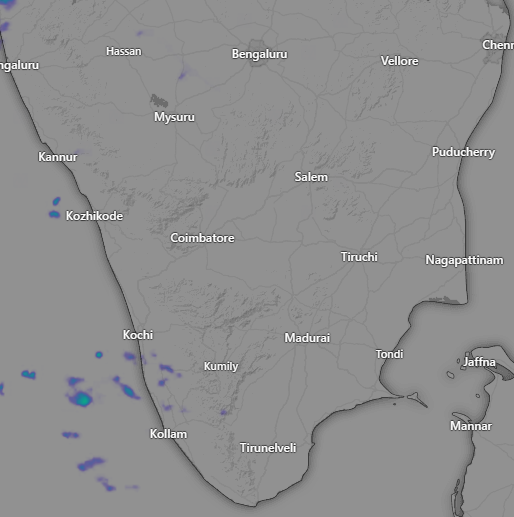 Hassan
Bengaluru
Chenn
ngaluru
Vellore
Mysuru
Kannur
Puducherry
Salem
Kozhikode
Coimbatore
Tiruchi
Nagapattinam
Kochi
Madurai
Tondi
Kumily
Jaffna
Mannar
Kollam
Tirunelveli